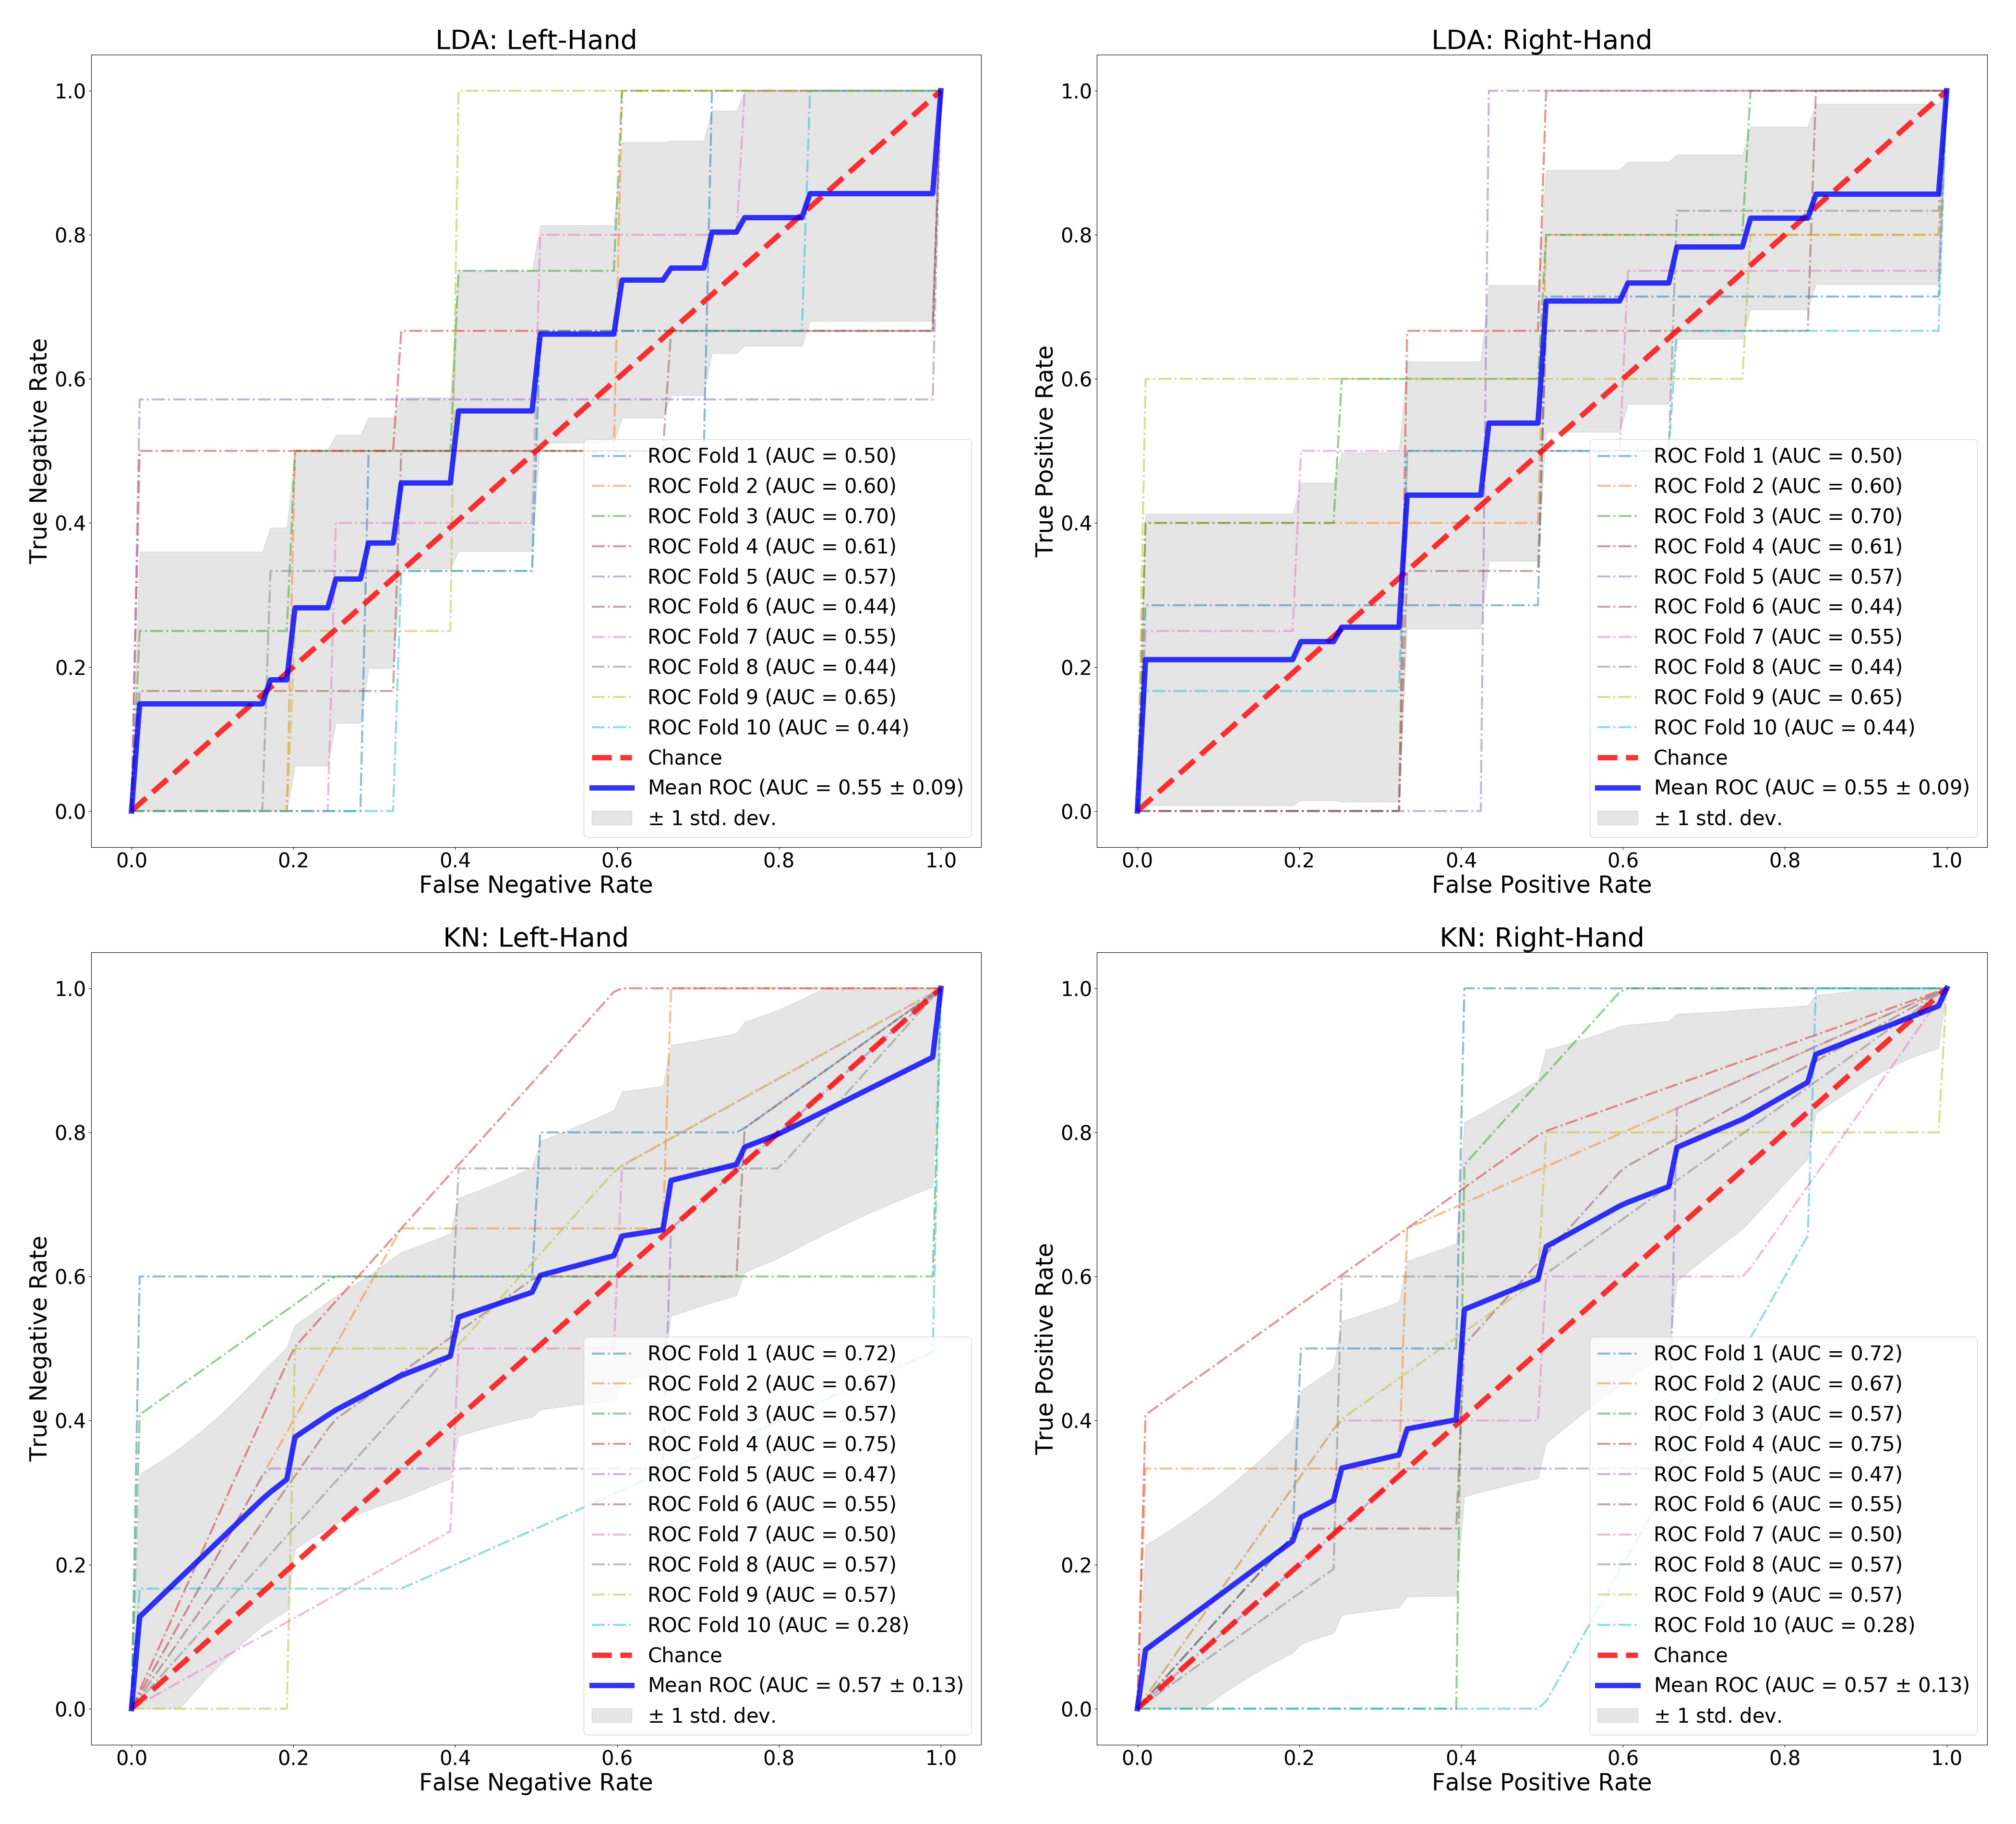 LDA: Left-Hand
1.0
0.8
0.6
0.4
0.2
0.0
True Negative Rate
0.0 0.2 0.4 0.6 0.8 1.0
False Negative Rate
ROC Fold 1 (AUC = 0.50)
ROC Fold 2 (AUC = 0.60)
ROC Fold 3 (AUC = 0.70)
ROC Fold 4 (AUC = 0.61)
ROC Fold 5 (AUC = 0.57)
ROC Fold 6 (AUC = 0.44)
ROC Fold 7 (AUC = 0.55)
ROC Fold 8 (AUC = 0.44)
ROC Fold 9 (AUC = 0.65)
ROC Fold 10 (AUC = 0.44)
Chance
Mean ROC (AUC = 0.55 ± 0.09)
± 1 std. dev.
LDA: Right-Hand
1.0
0.8
0.6
0.4
0.2
0.0
True Positive Rate
0.0 0.2 0.4 0.6 0.8 1.0
False Positive Rate
ROC Fold 1 (AUC = 0.50)
ROC Fold 2 (AUC = 0.60)
ROC Fold 3 (AUC = 0.70)
ROC Fold 4 (AUC = 0.61)
ROC Fold 5 (AUC = 0.57)
ROC Fold 6 (AUC = 0.44)
ROC Fold 7 (AUC = 0.55)
ROC Fold 8 (AUC = 0.44)
ROC Fold 9 (AUC = 0.65)
ROC Fold 10 (AUC = 0.44)
Chance
Mean ROC (AUC = 0.55 ± 0.09)
± 1 std. dev.
KN: Left-Hand
1.0
0.8
0.6
0.4
0.2
0.0
True Negative Rate
0.0 0.2 0.4 0.6 0.8 1.0
False Negative Rate
ROC Fold 1 (AUC = 0.72)
ROC Fold 2 (AUC = 0.67)
ROC Fold 3 (AUC = 0.57)
ROC Fold 4 (AUC = 0.75)
ROC Fold 5 (AUC = 0.47)
ROC Fold 6 (AUC = 0.55)
ROC Fold 7 (AUC = 0.50)
ROC Fold 8 (AUC = 0.57)
ROC Fold 9 (AUC = 0.57)
ROC Fold 10 (AUC = 0.28)
Chance
Mean ROC (AUC = 0.57 ± 0.13)
± 1 std. dev.
KN: Right-Hand
1.0
0.8
0.6
0.4
0.2
0.0
True Positive Rate
0.0 0.2 0.4 0.6 0.8 1.0
False Positive Rate
ROC Fold 1 (AUC = 0.72)
ROC Fold 2 (AUC = 0.67)
ROC Fold 3 (AUC = 0.57)
ROC Fold 4 (AUC = 0.75)
ROC Fold 5 (AUC = 0.47)
ROC Fold 6 (AUC = 0.55)
ROC Fold 7 (AUC = 0.50)
ROC Fold 8 (AUC = 0.57)
ROC Fold 9 (AUC = 0.57)
ROC Fold 10 (AUC = 0.28)
Chance
Mean ROC (AUC = 0.57 ± 0.13)
± 1 std. dev.